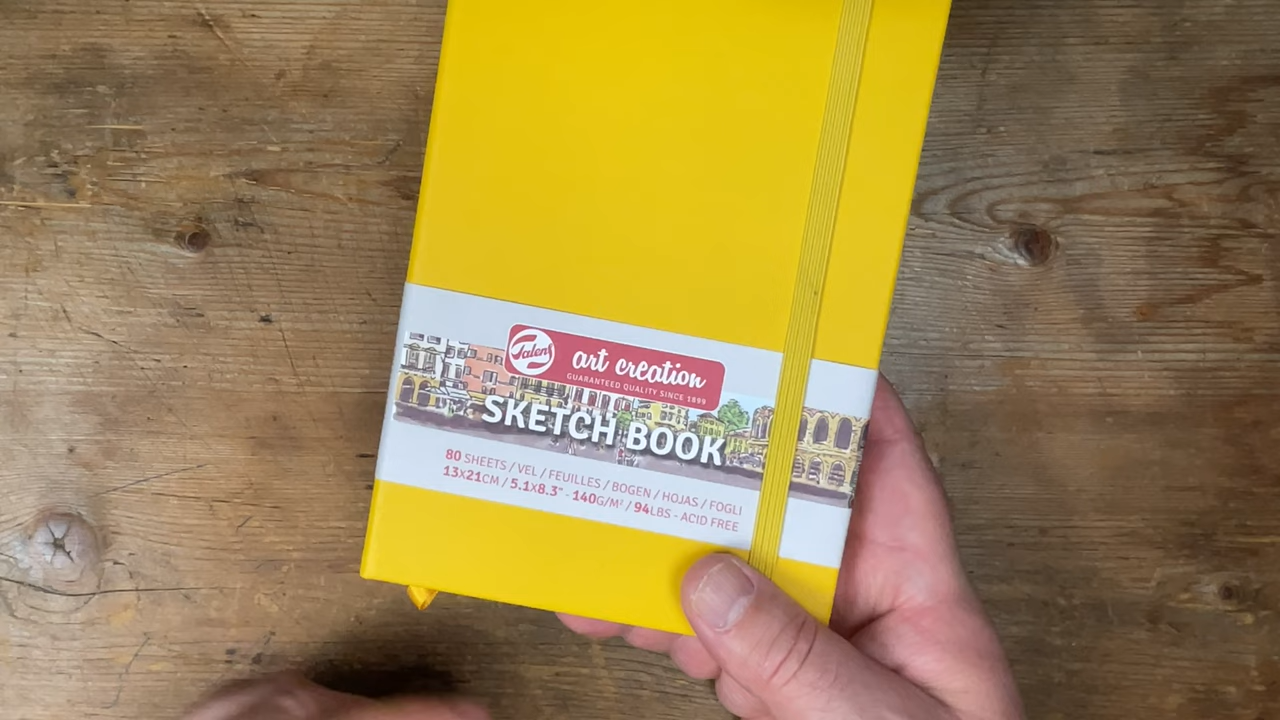 Talens
art creation
GUARANTEED QUALITY SINCE 1899
SKETCH BOOK
80 SHEETS / VEL / FEUILLES / BOGEN / HOJAS / FOGLI
13X21CM / 5.1X8.3" - 140G/M² / 94LBS - ACID FREE